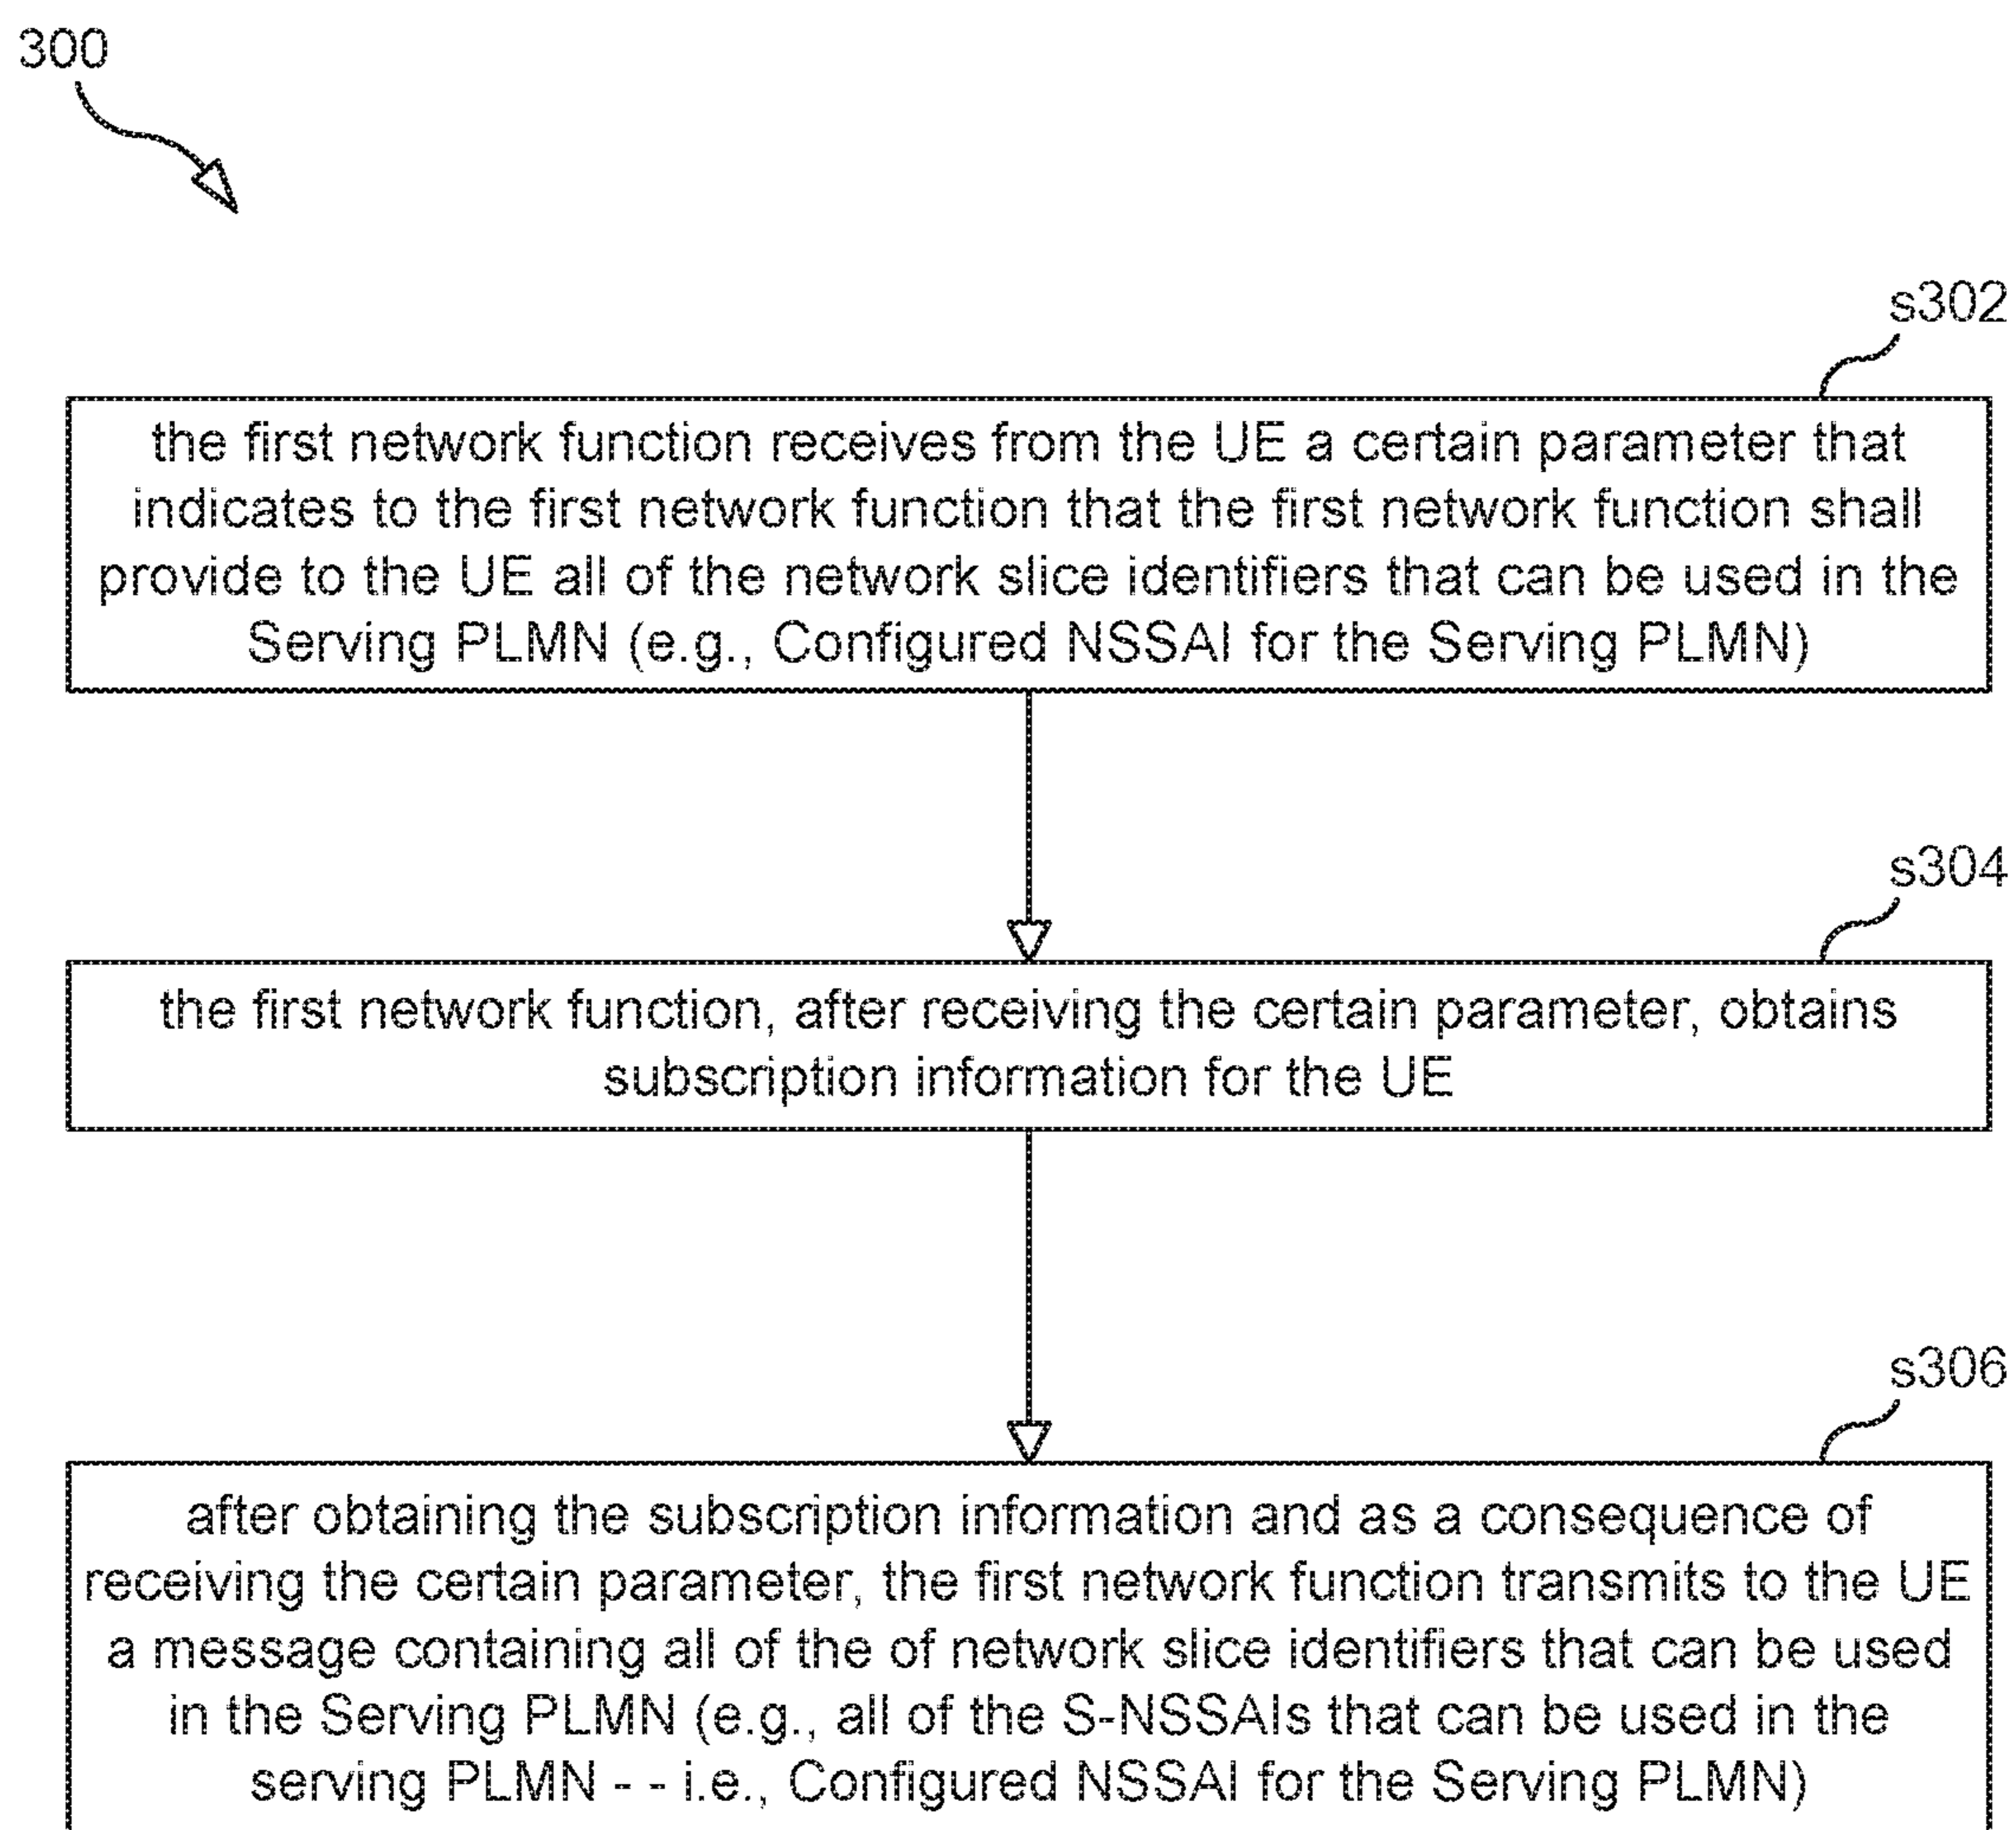 300
s302
the first network function receives from the UE a certain parameter that
indicates to the first network function that the first network function shall
provide to the UE all of the network slice identifiers that can be used in the
Serving PLMN (e.g., Configured NSSAI for the Serving PLMN)
s304
the first network function, after receiving the certain parameter, obtains
subscription information for the UE
s306
after obtaining the subscription information and as a consequence of
receiving the certain parameter, the first network function transmits to the UE
a message containing all of the of network slice identifiers that can be used
in the Serving PLMN (e.g., all of the S-NSSAIs that can be used in the
serving PLMN - - i.e., Configured NSSAI for the Serving PLMN)